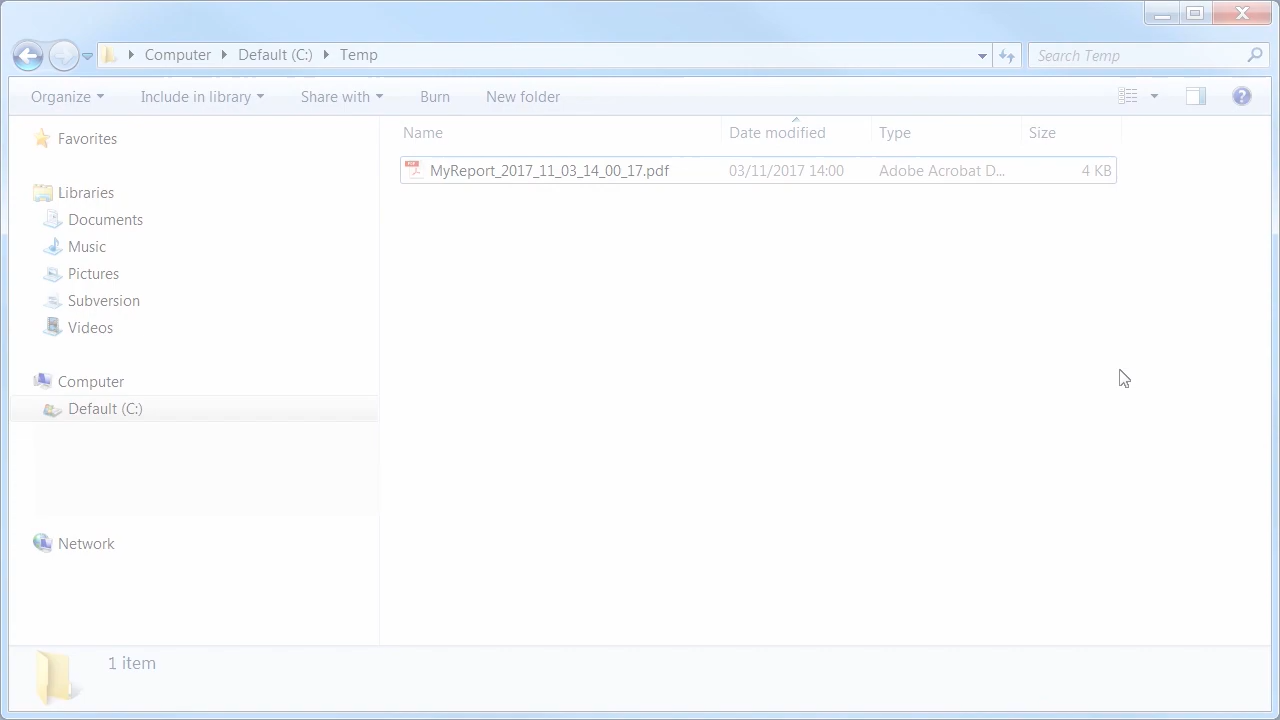 Computer Default (C:) Temp Search Temp
Organize Include in library Share with Burn New folder
Favorites
Libraries
Documents
Music
Pictures
Subversion
Videos
Computer
Default (C:)
Network
Name Date modified Type Size
MyReport_2017_11_03_14_00_17.pdf 03/11/2017 14:00 Adobe Acrobat D... 4 KB
1 item